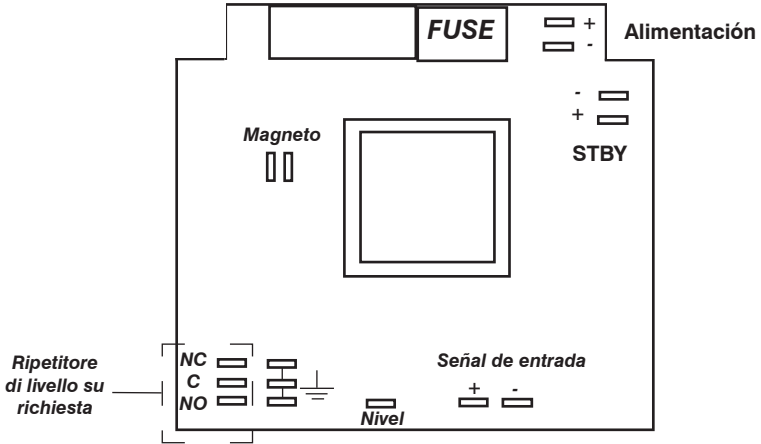 FUSE
+
-
Alimentación
-
+
STBY
Magneto
Ripetitore
di livello su
richiesta
NC
C
NO
Nivel
Señal de entrada
+ -